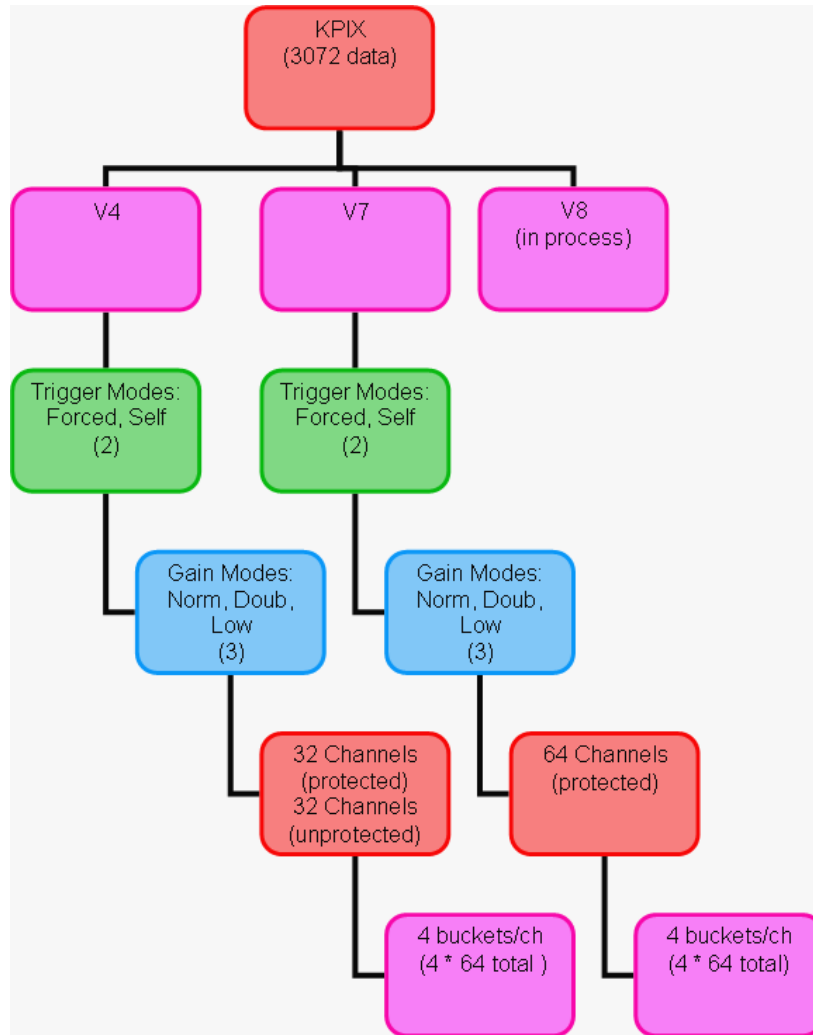 KPIX
(3072 data)
V4
V7
V8
(in process)
Trigger Modes:
Forced, Self
(2)
Trigger Modes:
Forced, Self
(2)
Gain Modes:
Norm, Doub,
Low
(3)
Gain Modes:
Norm, Doub,
Low
(3)
32 Channels
(protected)
32 Channels
(unprotected)
64 Channels
(protected)
4 buckets/ch
(4 * 64 total )
4 buckets/ch
(4 * 64 total)